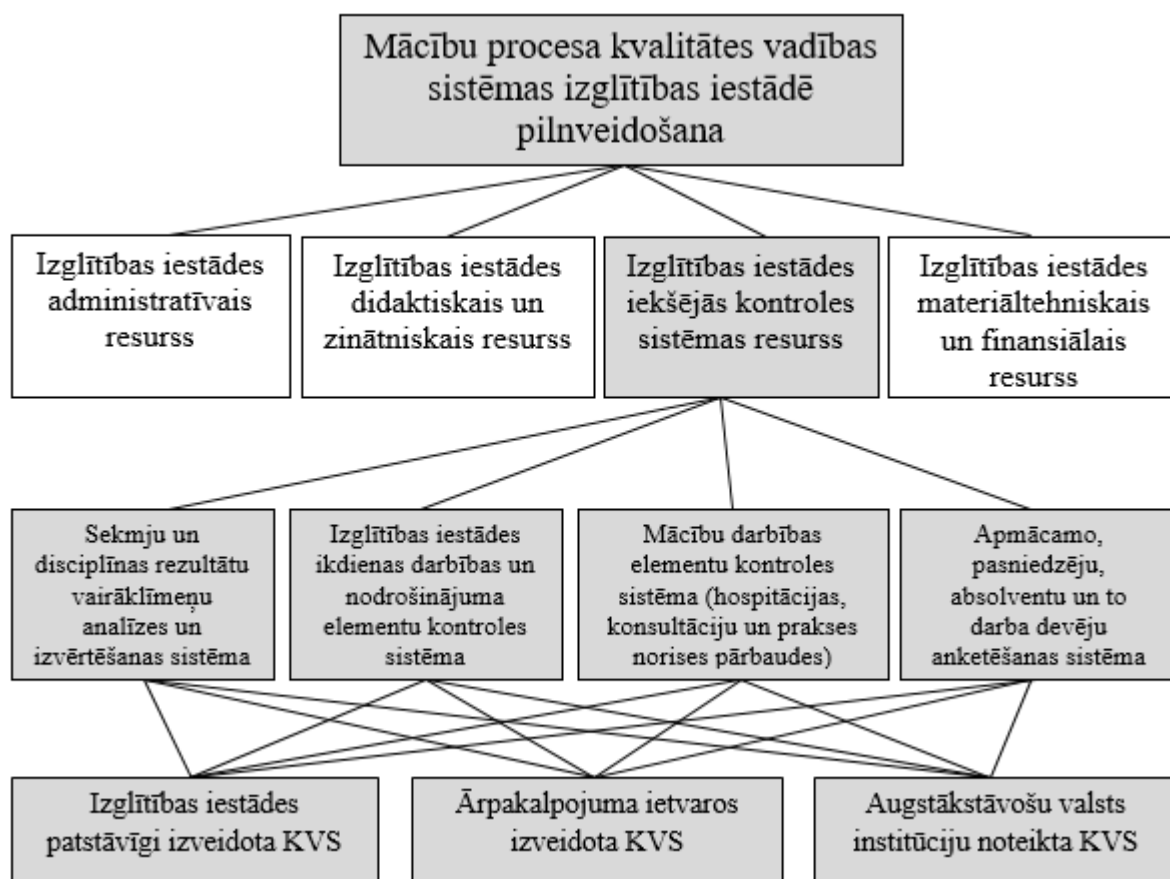 Mācību procesa kvalitātes vadības
sistēmas izglītības iestādē
pilnveidošana
Izglītības iestādes
administratīvais
resurss
Izglītības iestādes
didaktiskais un
zinātniskais resurss
Izglītības iestādes
iekšējās kontroles
sistēmas resurss
Izglītības iestādes
materiāltehniskais
un finansiālais
resurss
Sekmju un
disciplīnas rezultātu
vairāklīmeņu
analīzes un
izvērtēšanas sistēma
Izglītības iestādes
ikdienas darbības un
nodrošinājuma
elementu kontroles
sistēma
Mācību darbības
elementu kontroles
sistēma (hospitācijas,
konsultāciju un prakses
norises pārbaudes)
Apmācamo,
pasniedzēju,
absolventu un to
darba devēju
anketēšanas sistēma
Izglītības iestādes
patstāvīgi izveidota KVS
Ārpakalpojuma ietvaros
izveidota KVS
Augstākstāvošu valsts
institūciju noteikta KVS